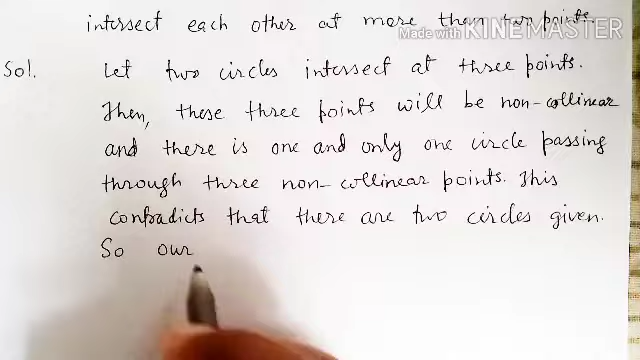 intersect each other at more than two points.
Made with KINEMASTER
Sol. Let two circles intersect at three points.
Then, these three points will be non-collinear
and there is one and only one circle passing
through three non-collinear points. This
contradicts that there are two circles given.
So our